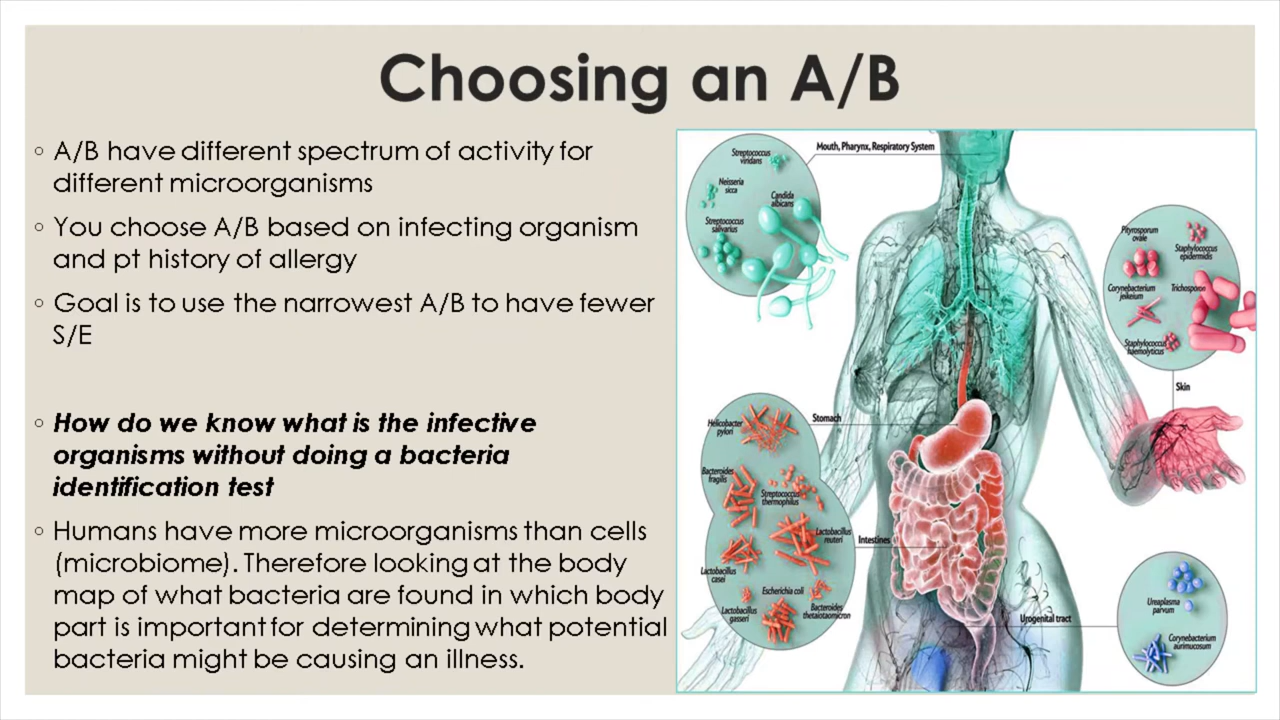 Choosing an A/B
◦ A/B have different spectrum of activity for
different microorganisms
◦ You choose A/B based on infecting organism
and pt history of allergy
◦ Goal is to use the narrowest A/B to have fewer
S/E
◦ How do we know what is the infective
organisms without doing a bacteria
identification test
◦ Humans have more microorganisms than cells
(microbiome). Therefore looking at the body
map of what bacteria are found in which body
part is important for determining what potential
bacteria might be causing an illness.
Mouth, Pharynx, Respiratory System
Streptococcus
viridans
Neisseria
sicca
Candida
albicans
Streptococcus
salivarius
Pityrosporum
ovale
Staphylococcus
epidermidis
Corynebacterium
jeikeium
Trichosporon
Staphylococcus
haemolyticus
Skin
Stomach
Helicobacter
pylori
Bacteroides
fragilis
Streptococcus
thermophilus
Lactobacillus
reuteri
Intestines
Lactobacillus
casei
Escherichia coli
Lactobacillus
gasseri
Bacteroides
thetaiotaomicron
Urogenital tract
Ureaplasma
parvum
Corynebacterium
aurimucosum